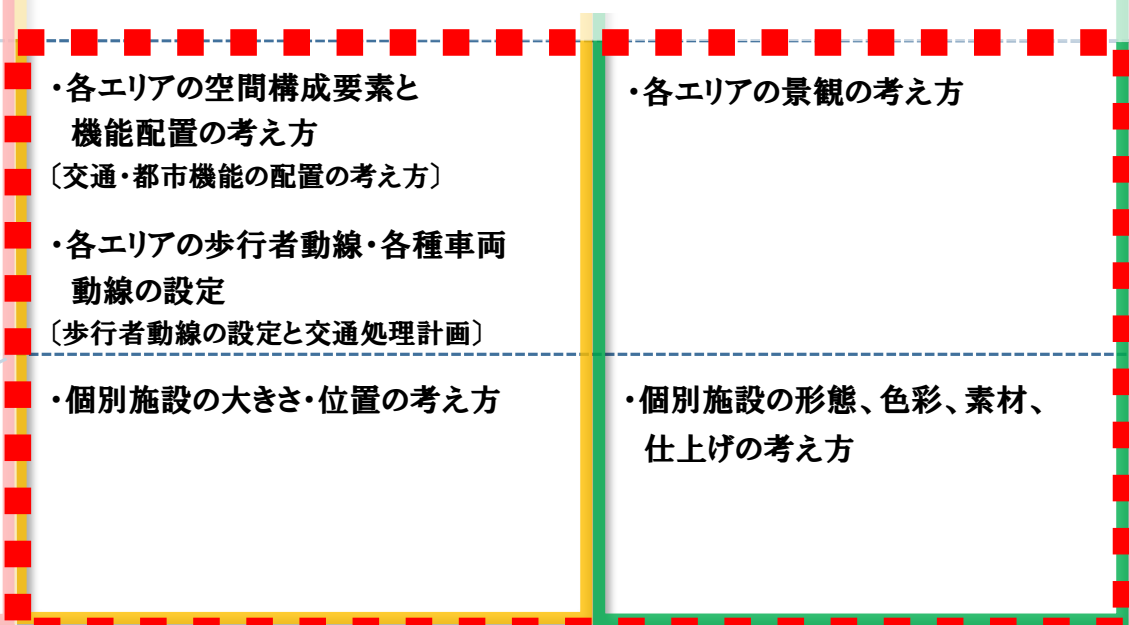 ・各エリアの空間構成要素と
機能配置の考え方
〔交通・都市機能の配置の考え方〕
・各エリアの歩行者動線・各種車両
動線の設定
〔歩行者動線の設定と交通処理計画〕
・個別施設の大きさ・位置の考え方
・各エリアの景観の考え方
・個別施設の形態、色彩、素材、
仕上げの考え方